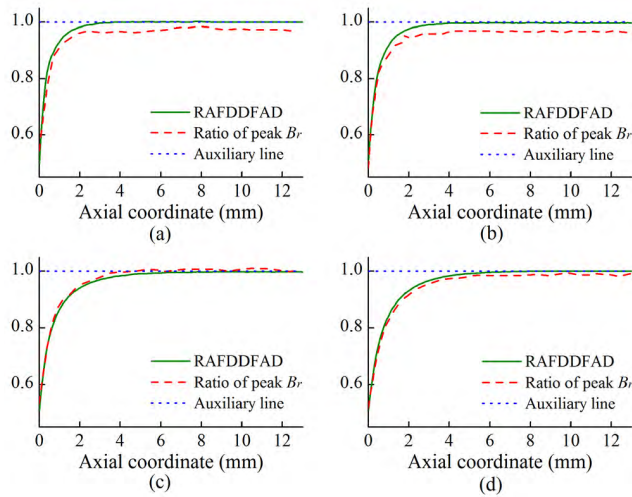 1.0
0.8
0.6
RAFDDFAD
Ratio of peak Br
Auxiliary line
0 2 4 6 8 10 12
Axial coordinate (mm)
(a)
1.0
0.8
0.6
RAFDDFAD
Ratio of peak Br
Auxiliary line
0 2 4 6 8 10 12
Axial coordinate (mm)
(b)
1.0
0.8
0.6
RAFDDFAD
Ratio of peak Br
Auxiliary line
0 2 4 6 8 10 12
Axial coordinate (mm)
(c)
1.0
0.8
0.6
RAFDDFAD
Ratio of peak Br
Auxiliary line
0 2 4 6 8 10 12
Axial coordinate (mm)
(d)